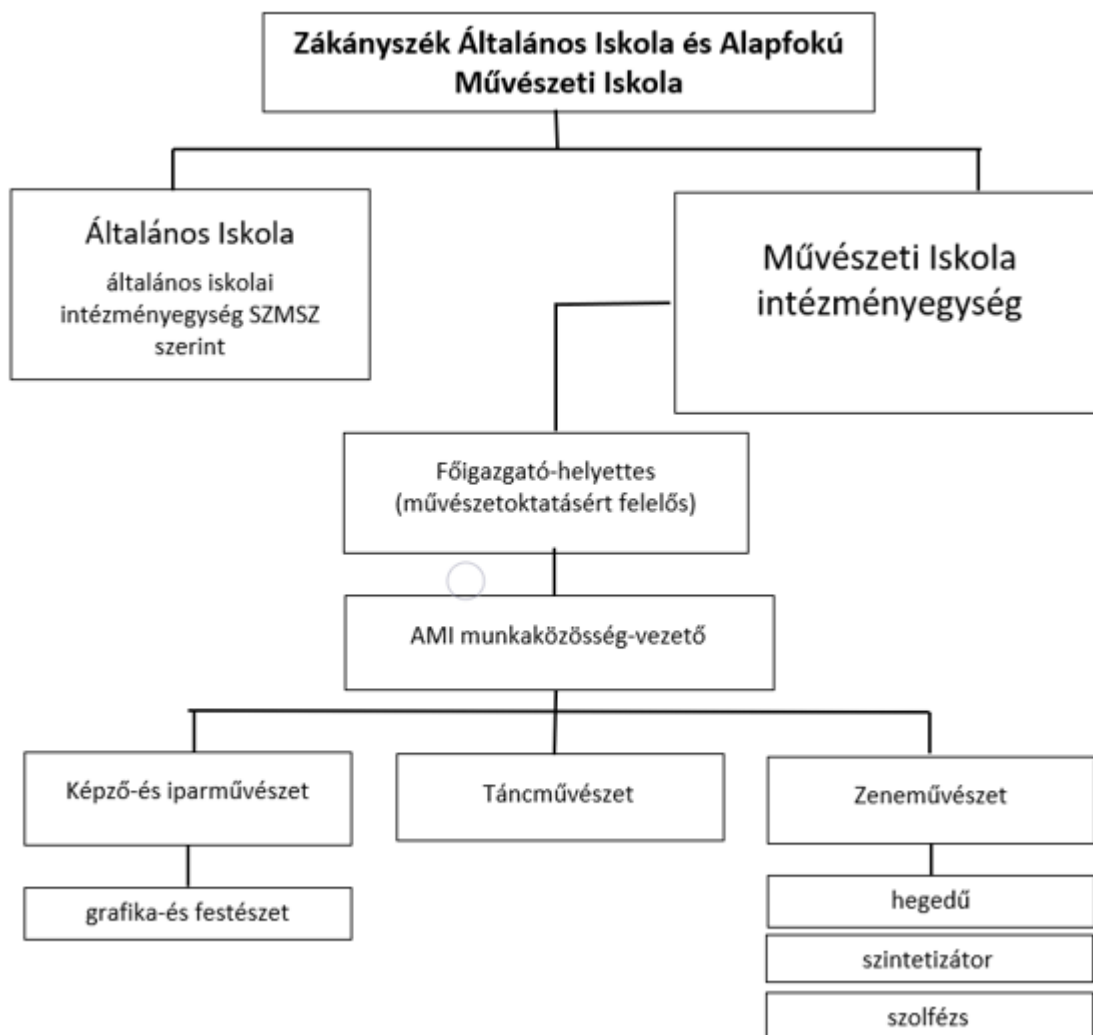 Zákányszék Általános Iskola és Alapfokú
Művészeti Iskola
Általános Iskola
általános iskolai
intézményegység SZMSZ
szerint
Művészeti Iskola
intézményegység
Főigazgató-helyettes
(művészetoktatásért felelős)
AMI munkaközösség-vezető
Képző-és iparművészet
Táncművészet
Zeneművészet
grafika-és festészet
hegedű
szintetizátor
szolfézs